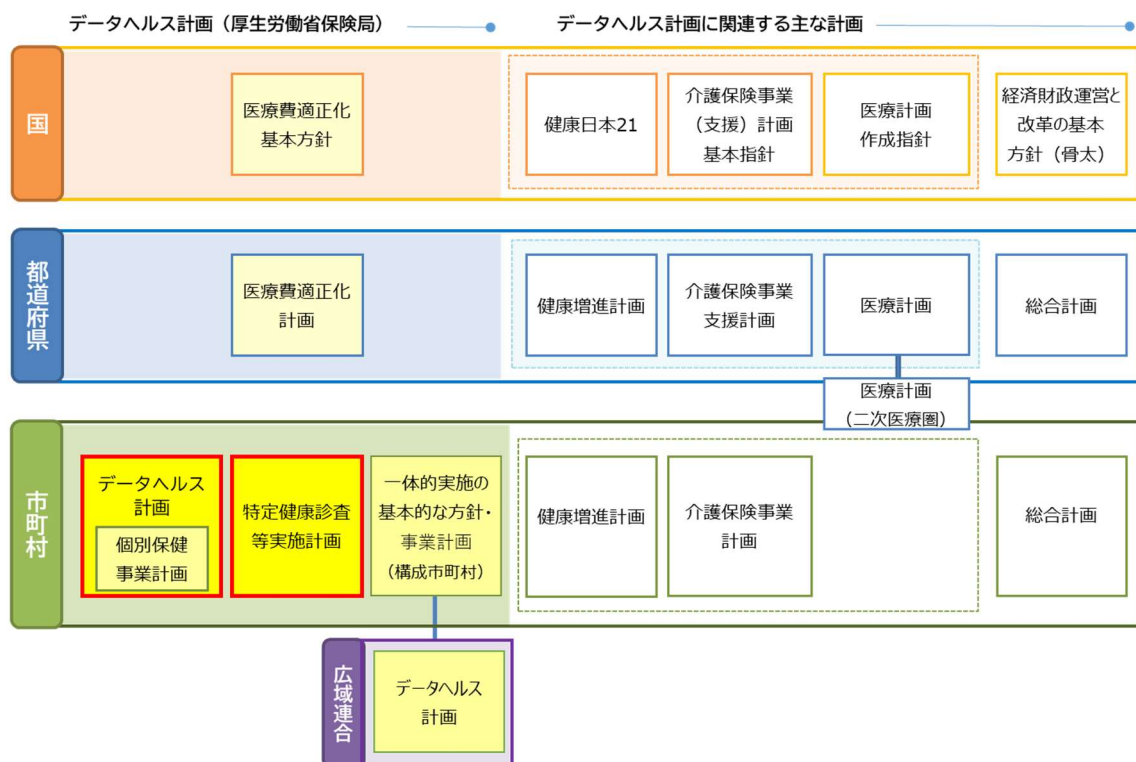 データヘルス計画（厚生労働省保険局）
データヘルス計画に関連する主な計画
国
医療費適正化
基本方針
健康日本21
介護保険事業
（支援）計画
基本指針
医療計画
作成指針
経済財政運営と
改革の基本
方針（骨太）
都道府県
医療費適正化
計画
健康増進計画
介護保険事業
支援計画
医療計画
総合計画
医療計画
（二次医療圏）
市町村
データヘルス
計画
個別保健
事業計画
特定健康診査
等実施計画
一体的実施の
基本的な方針・
事業計画
（構成市町村）
健康増進計画
介護保険事業
計画
総合計画
広域連合
データヘルス
計画